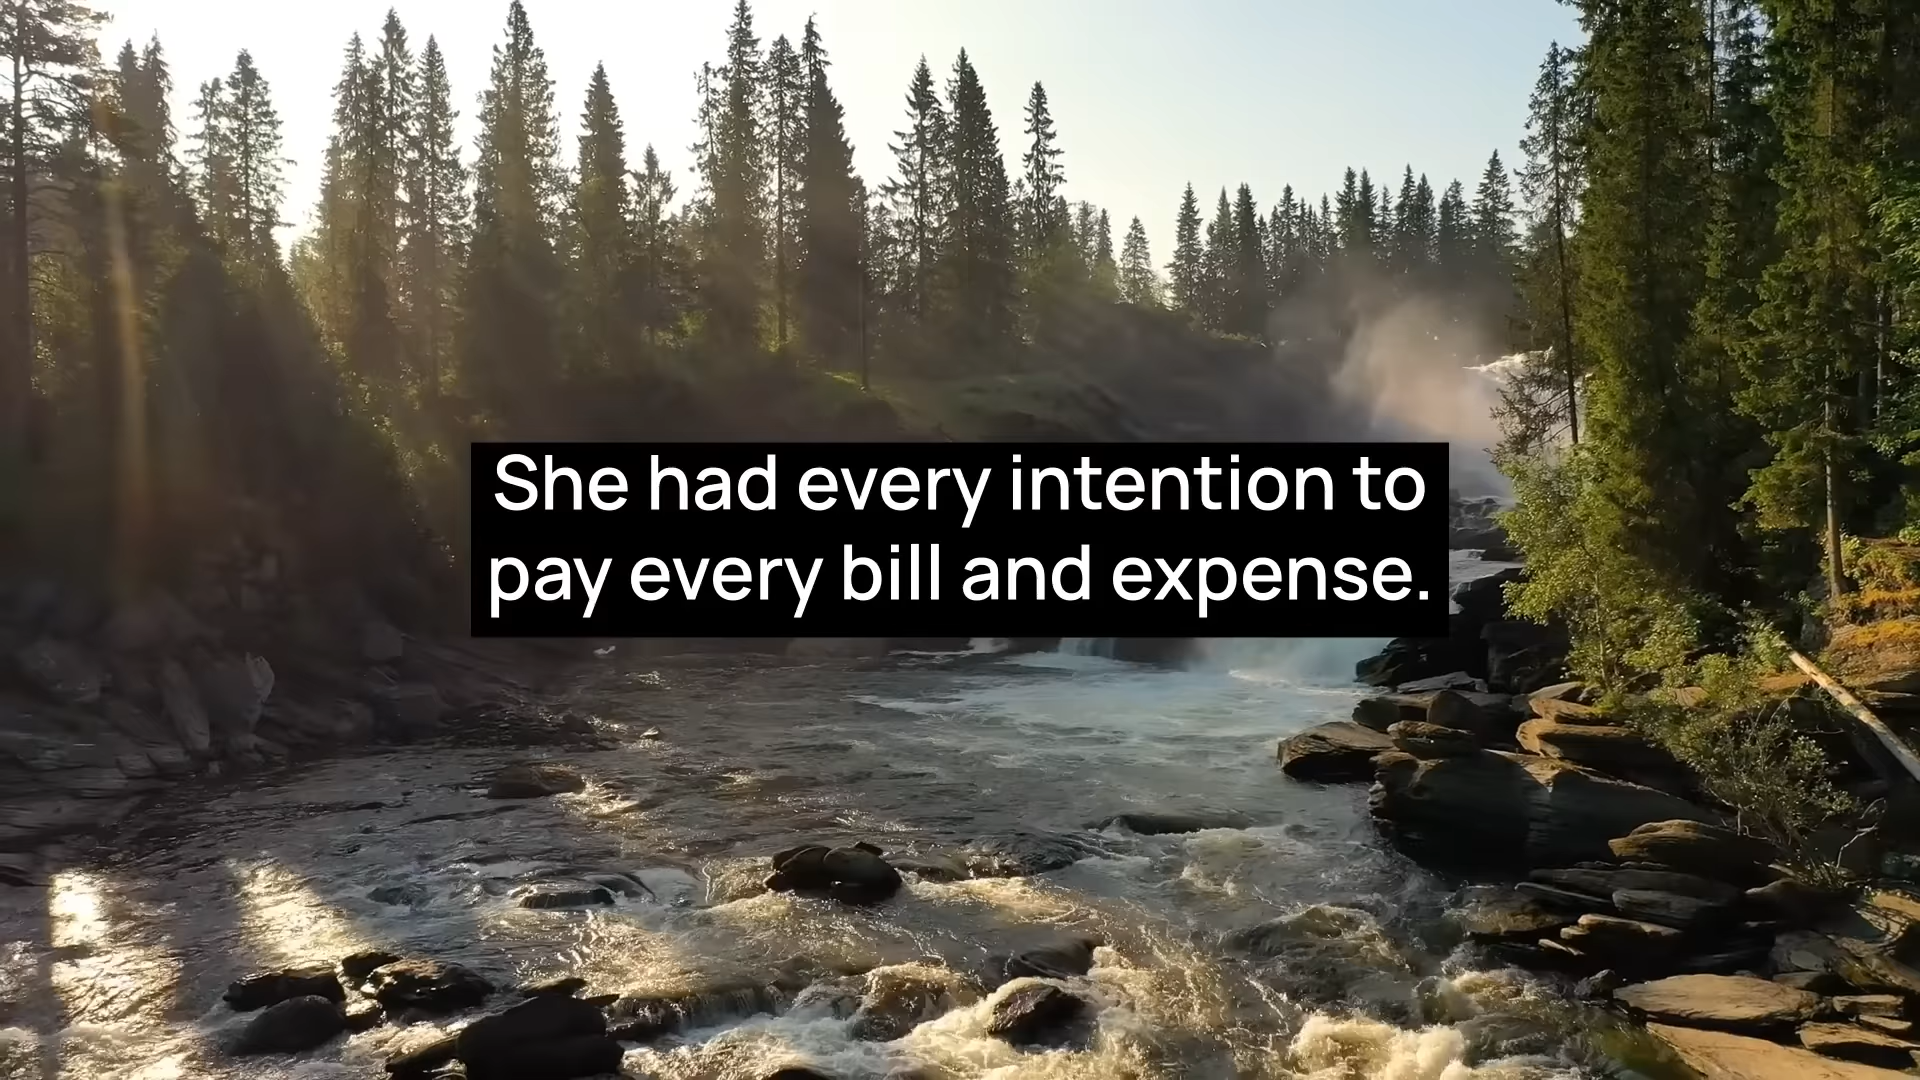 She had every intention to
pay every bill and expense.